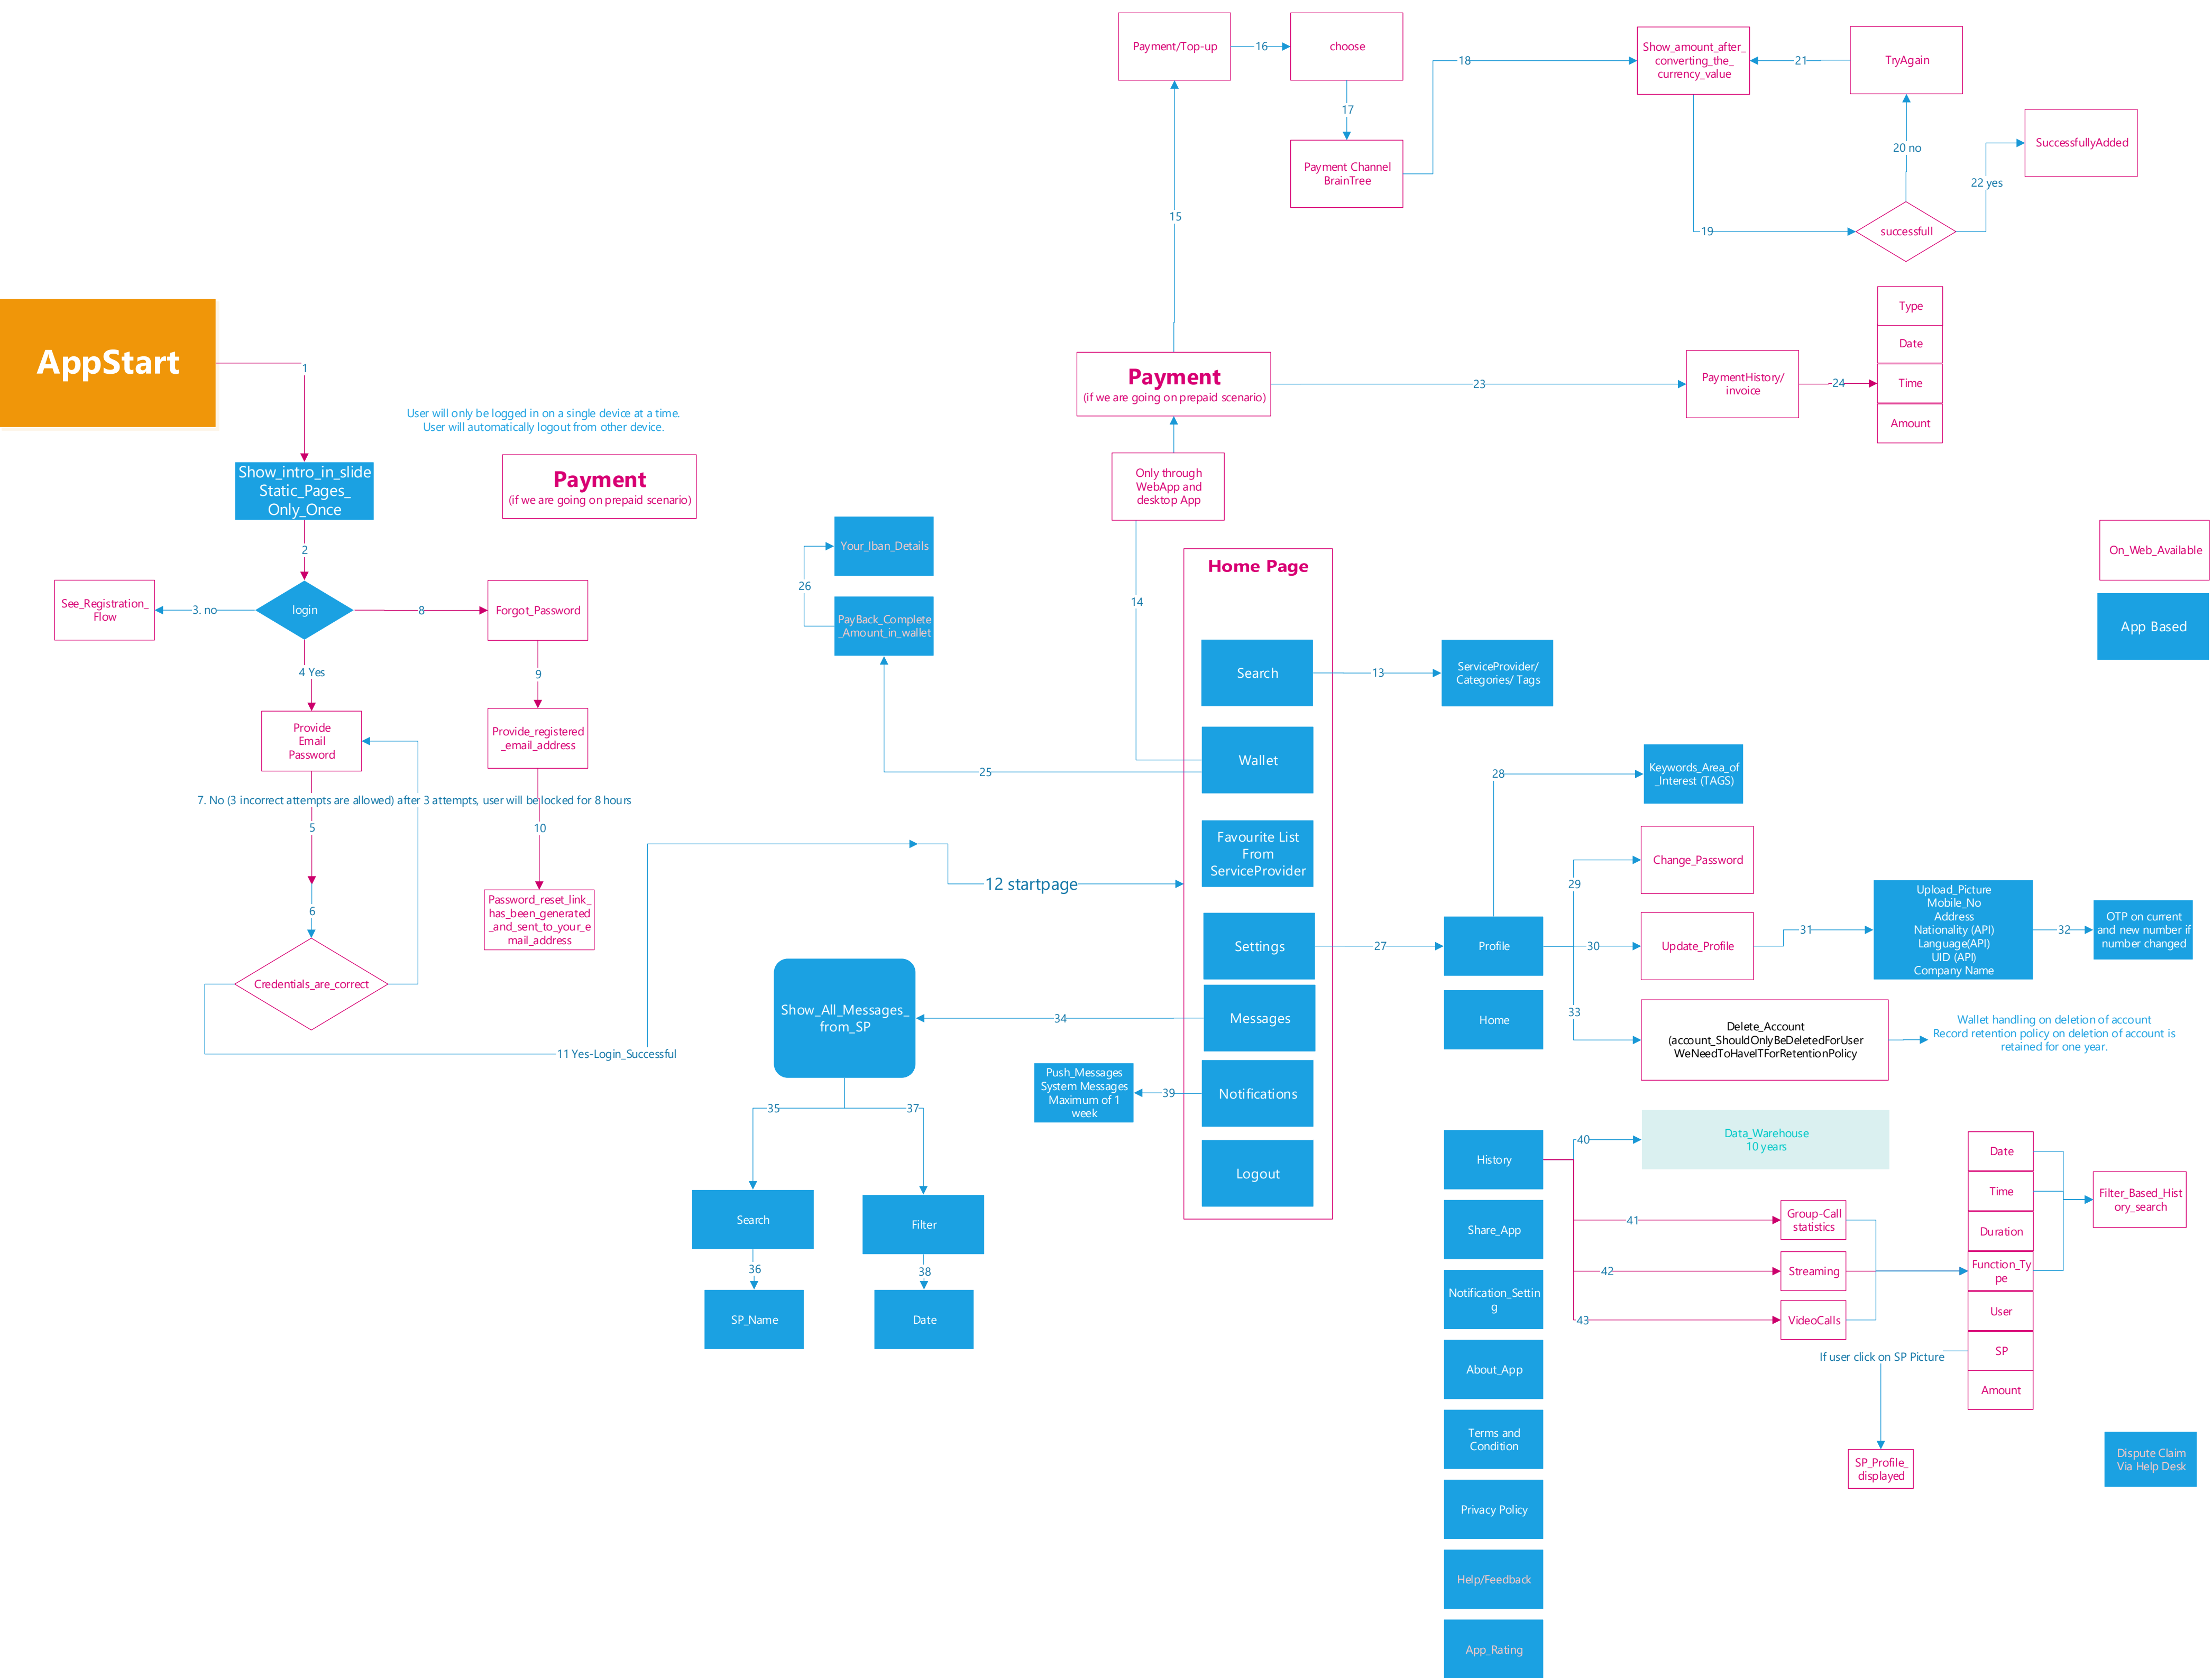 Payment/Top-up
16
choose
17
Payment Channel
BrainTree
18
Show_amount_after_
converting_the_
currency_value
21
TryAgain
20 no
SuccessfullyAdded
22 yes
successfull
19
15
AppStart
1
User will only be logged in on a single device at a time.
User will automatically logout from other device.
Payment
(if we are going on prepaid scenario)
23
PaymentHistory/
invoice
24
Type
Date
Time
Amount
Show_intro_in_slide
Static_Pages_
Only_Once
2
Payment
(if we are going on prepaid scenario)
Only through
WebApp and
desktop App
See_Registration_
Flow
3. no
login
8
Forgot_Password
4 Yes
9
Provide
Email
Password
Provide_registered
_email_address
7. No (3 incorrect attempts are allowed) after 3 attempts, user will be locked for 8 hours
5
10
6
Password_reset_link_
has_been_generated
_and_sent_to_your_e
mail_address
Credentials_are_correct
11 Yes-Login_Successful
12 startpage
Your_Iban_Details
26
PayBack_Complete
_Amount_in_wallet
25
14
Home Page
Search
Wallet
Favourite List
From
ServiceProvider
Settings
Messages
Notifications
Logout
13
ServiceProvider/
Categories/ Tags
On_Web_Available
App Based
28
Keywords_Area_of
_Interest (TAGS)
29
Change_Password
27
Profile
30
Update_Profile
31
Upload_Picture
Mobile_No
Address
Nationality (API)
Language(API)
UID (API)
Company Name
32
OTP on current
and new number if
number changed
33
Home
Delete_Account
(account_ShouldOnlyBeDeletedForUser
WeNeedToHaveITForRetentionPolicy
Wallet handling on deletion of account
Record retention policy on deletion of account is
retained for one year.
Show_All_Messages_
from_SP
34
Push_Messages
System Messages
Maximum of 1
week
39
35
37
Search
Filter
36
38
SP_Name
Date
History
40
Data_Warehouse
10 years
41
Group-Call
statistics
42
Streaming
43
VideoCalls
Date
Time
Duration
Function_Ty
pe
User
SP
Amount
Filter_Based_Hist
ory_search
If user click on SP Picture
SP_Profile_
displayed
Share_App
Notification_Settin
g
About_App
Terms and
Condition
Privacy Policy
Help/Feedback
App_Rating
Dispute Claim
Via Help Desk